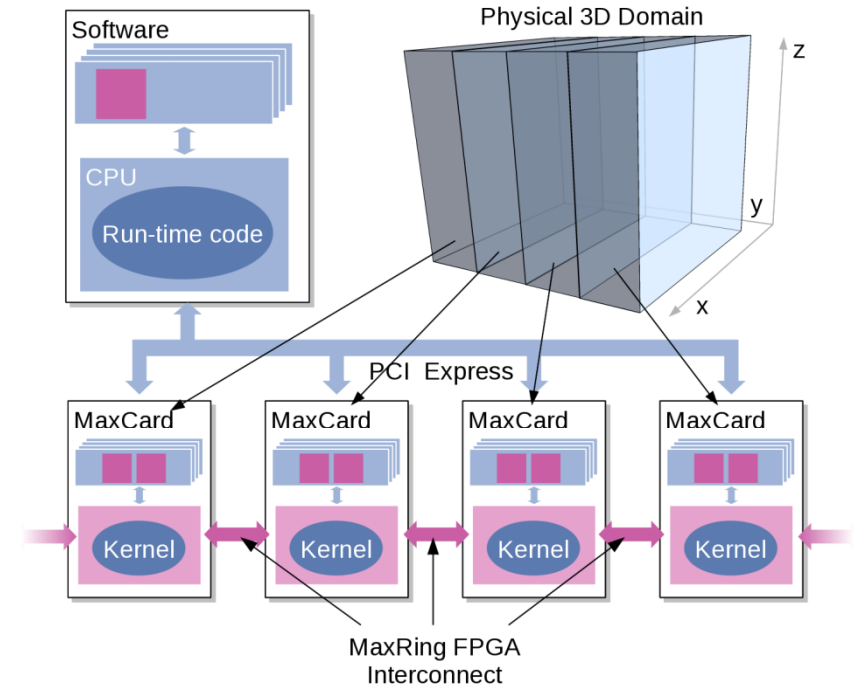 Physical 3D Domain
Software
z
CPU
Run-time code
y
x
PCI Express
MaxCard
MaxCard
MaxCard
MaxCard
Kernel
Kernel
Kernel
Kernel
MaxRing FPGA
Interconnect